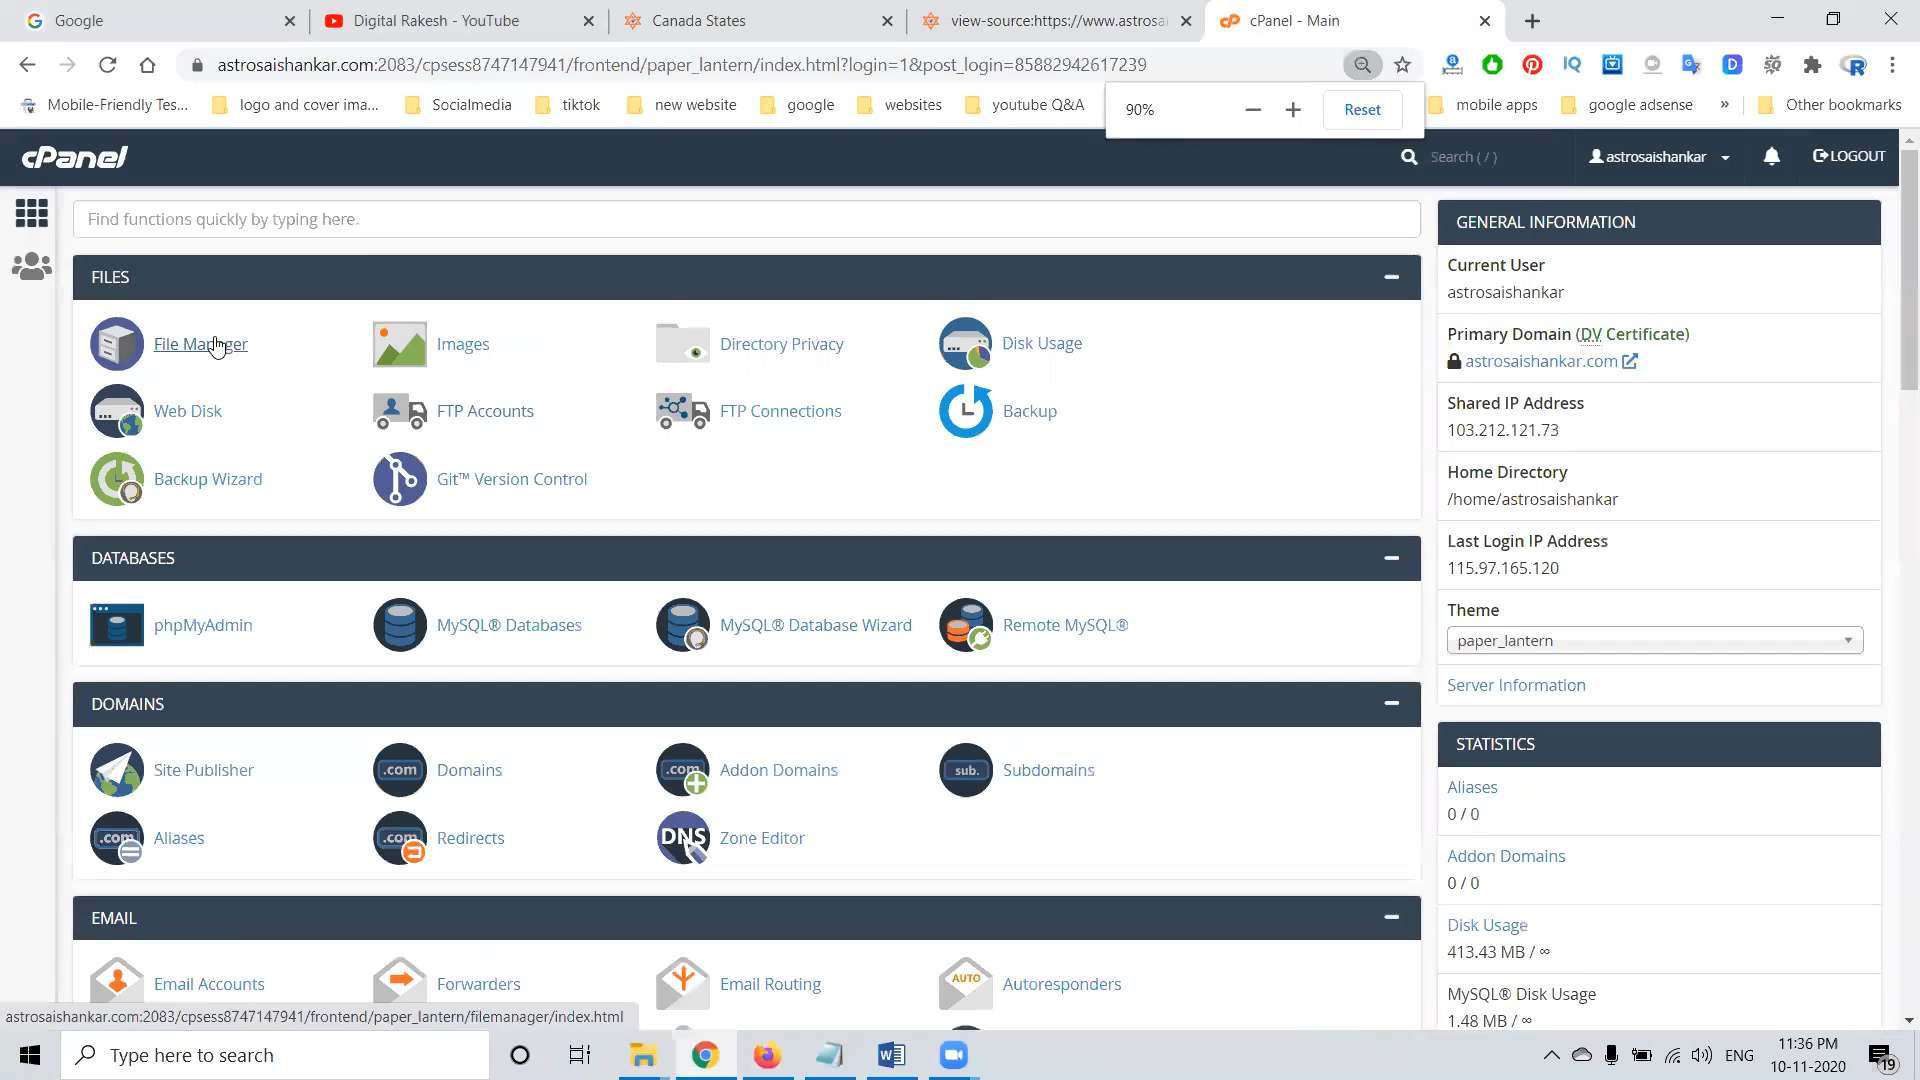 Google
Digital Rakesh - YouTube
Canada States
view-source:https://www.astrosai
cPanel - Main
astrosaishankar.com:2083/cpsess8747147941/frontend/paper_lantern/index.html?login=1&post_login=85882942617239
Mobile-Friendly Tes...
logo and cover ima...
Socialmedia
tiktok
new website
google
websites
youtube Q&A
mobile apps
google adsense
»
Other bookmarks
90%
Reset
cPanel
Search ( / )
astrosaishankar
LOGOUT
Find functions quickly by typing here.
FILES
File Manager
Images
Directory Privacy
Disk Usage
Web Disk
FTP Accounts
FTP Connections
Backup
Backup Wizard
Git™ Version Control
DATABASES
phpMyAdmin
MySQL® Databases
MySQL® Database Wizard
Remote MySQL®
DOMAINS
Site Publisher
.com
Domains
.com
Addon Domains
sub.
Subdomains
.com
Aliases
.com
Redirects
DNS
Zone Editor
EMAIL
Email Accounts
Forwarders
Email Routing
AUTO
Autoresponders
GENERAL INFORMATION
Current User
astrosaishankar
Primary Domain (DV Certificate)
astrosaishankar.com
Shared IP Address
103.212.121.73
Home Directory
/home/astrosaishankar
Last Login IP Address
115.97.165.120
Theme
paper_lantern
Server Information
STATISTICS
Aliases
0 / 0
Addon Domains
0 / 0
Disk Usage
413.43 MB / ∞
MySQL® Disk Usage
1.48 MB / ∞
astrosaishankar.com:2083/cpsess8747147941/frontend/paper_lantern/filemanager/index.html
Type here to search
ENG
11:36 PM
10-11-2020
19